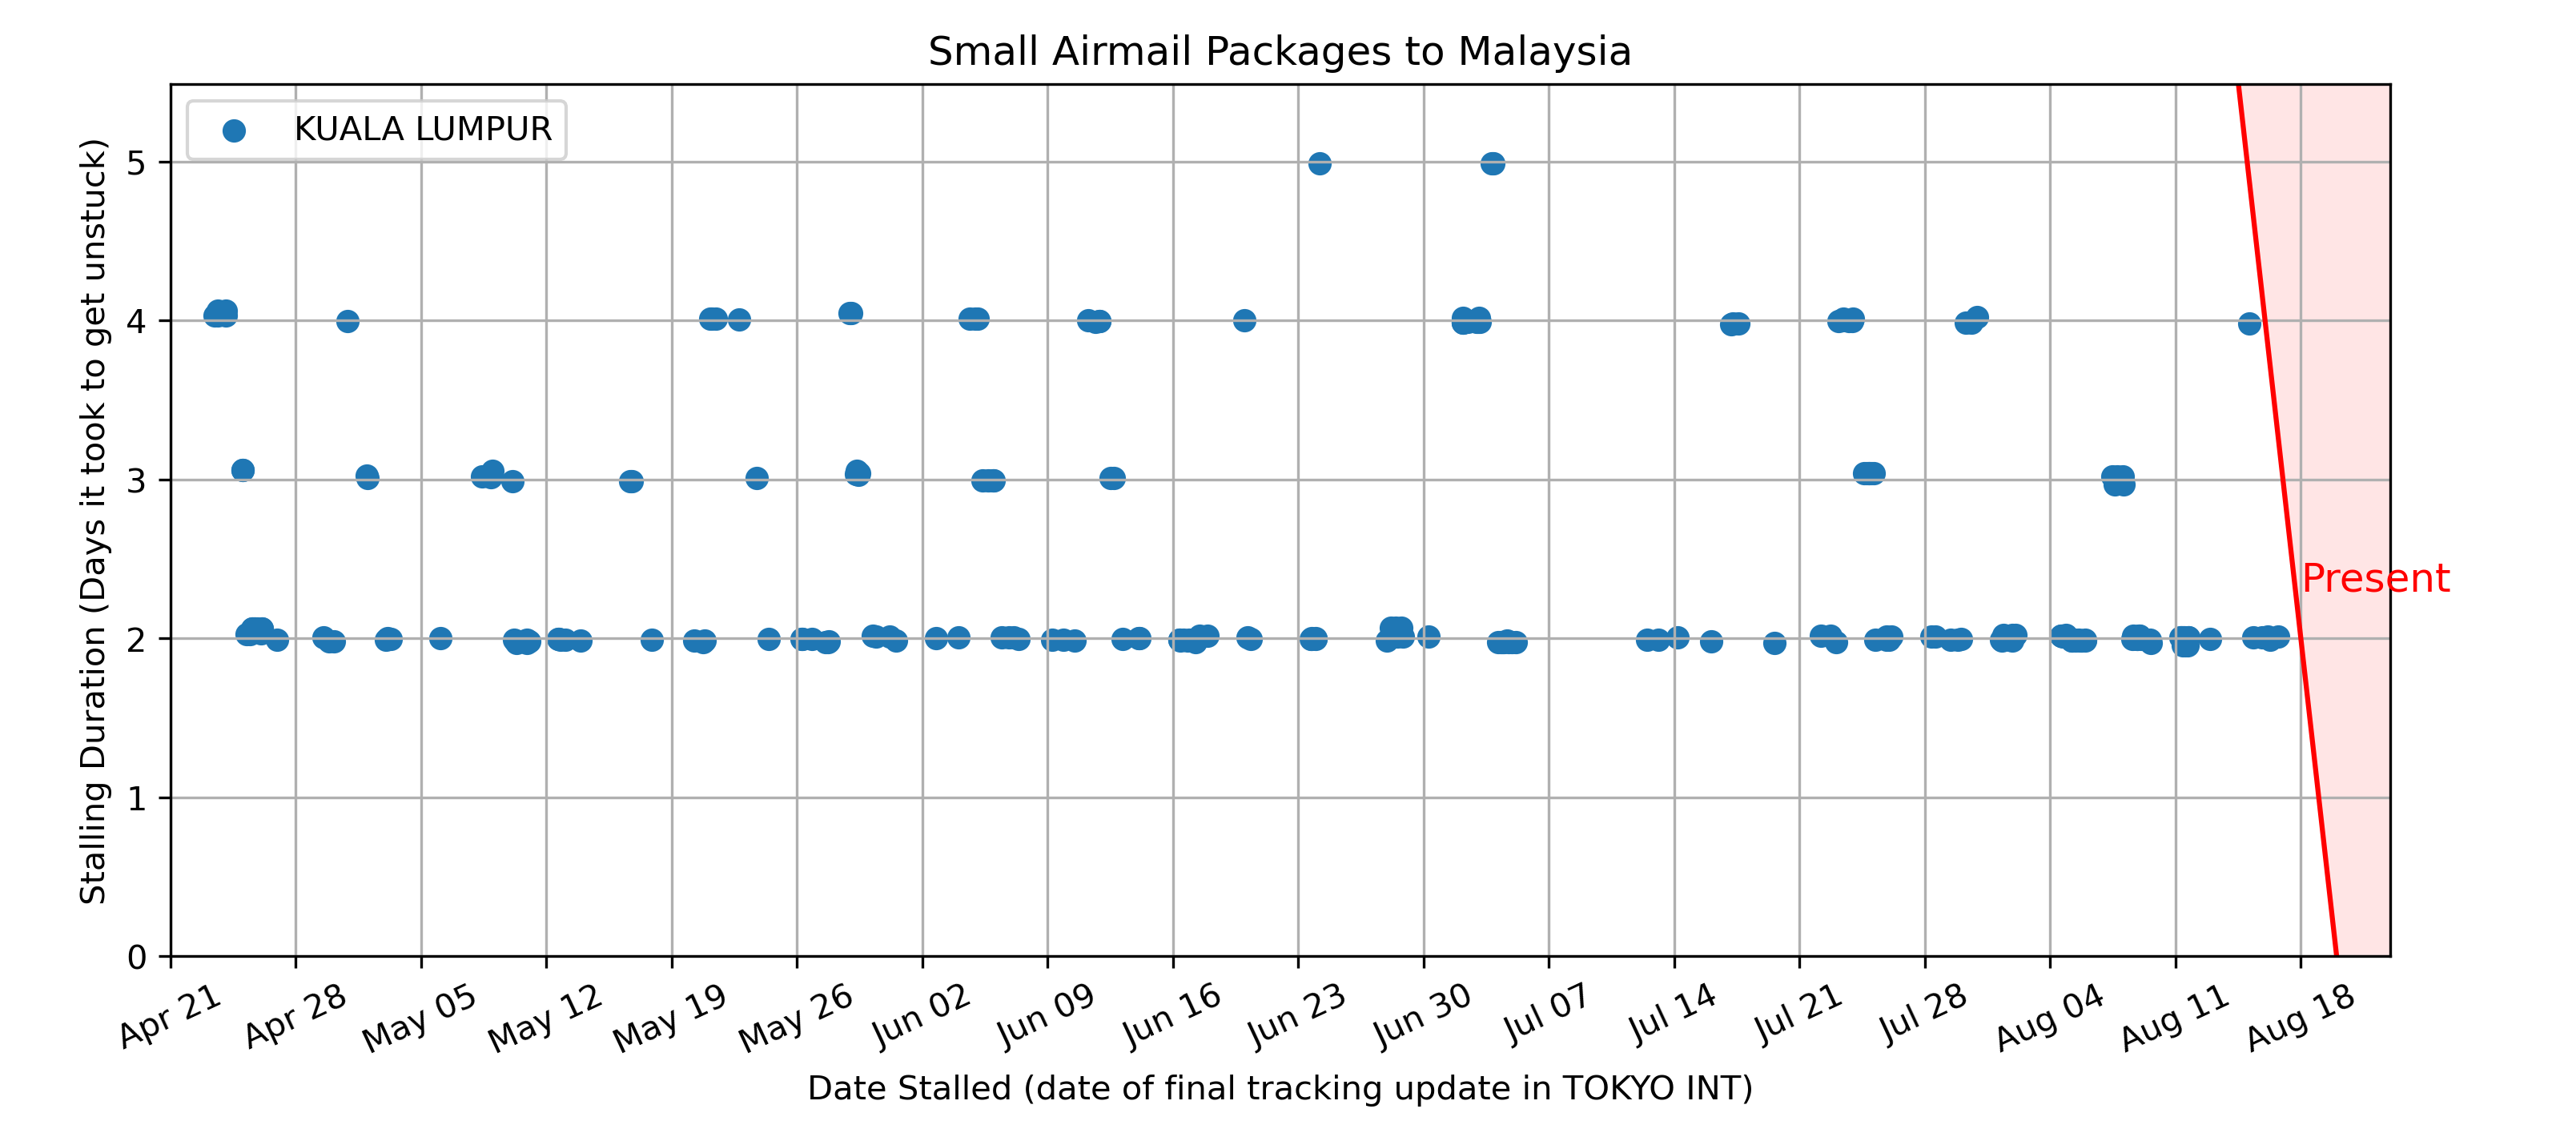 Small Airmail Packages to Malaysia
KUALA LUMPUR
Stalling Duration (Days it took to get unstuck)
5
4
3
2
1
0
Present
Apr 21
Apr 28
May 05
May 12
May 19
May 26
Jun 02
Jun 09
Jun 16
Jun 23
Jun 30
Jul 07
Jul 14
Jul 21
Jul 28
Aug 04
Aug 11
Aug 18
Date Stalled (date of final tracking update in TOKYO INT)